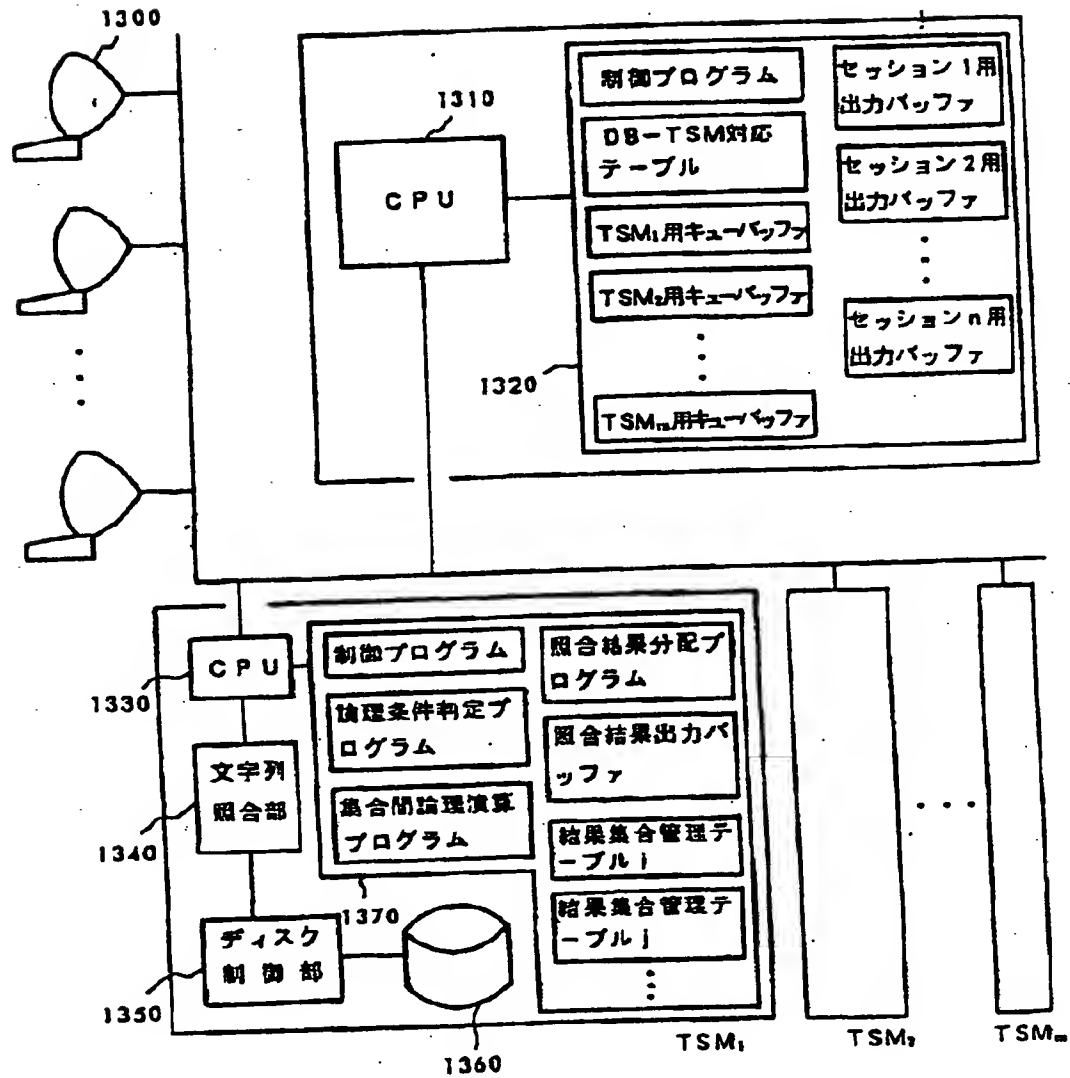 1300
1310
CPU
制御プログラム
DB-TSM対応
テーブル
TSM₁用キューバッファ
TSM₂用キューバッファ
TSMₘ用キューバッファ
1320
セッション1用
出力バッファ
セッション2用
出力バッファ
セッションn用
出力バッファ
CPU
1330
文字列
照合部
1340
ディスク
制御部
1350
1360
制御プログラム
論理条件判定プ
ログラム
集合間論理演算
プログラム
1370
照合結果分配プ
ログラム
照合結果出力バ
ッファ
結果集合管理テ
ーブルi
結果集合管理テ
ーブルj
TSM₁
TSM₂
TSMₘ